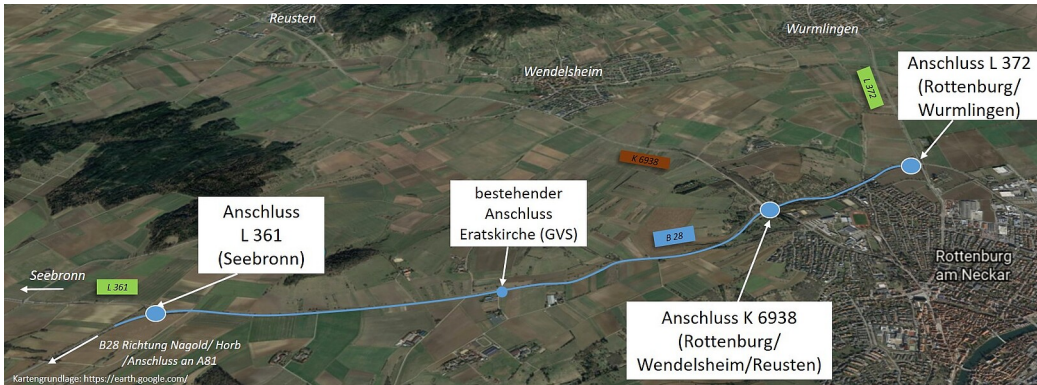 Reusten
Wurmlingen
Wendelsheim
Anschluss L 372
(Rottenburg/
Wurmlingen)
L 372
K 6938
bestehender
Anschluss
Eratskirche (GVS)
Anschluss
L 361
(Seebronn)
B 28
Rottenburg
am Neckar
Seebronn
L 361
Anschluss K 6938
(Rottenburg/
Wendelsheim/Reusten)
B28 Richtung Nagold/ Horb
/Anschluss an A81
Kartengrundlage: https://earth.google.com/